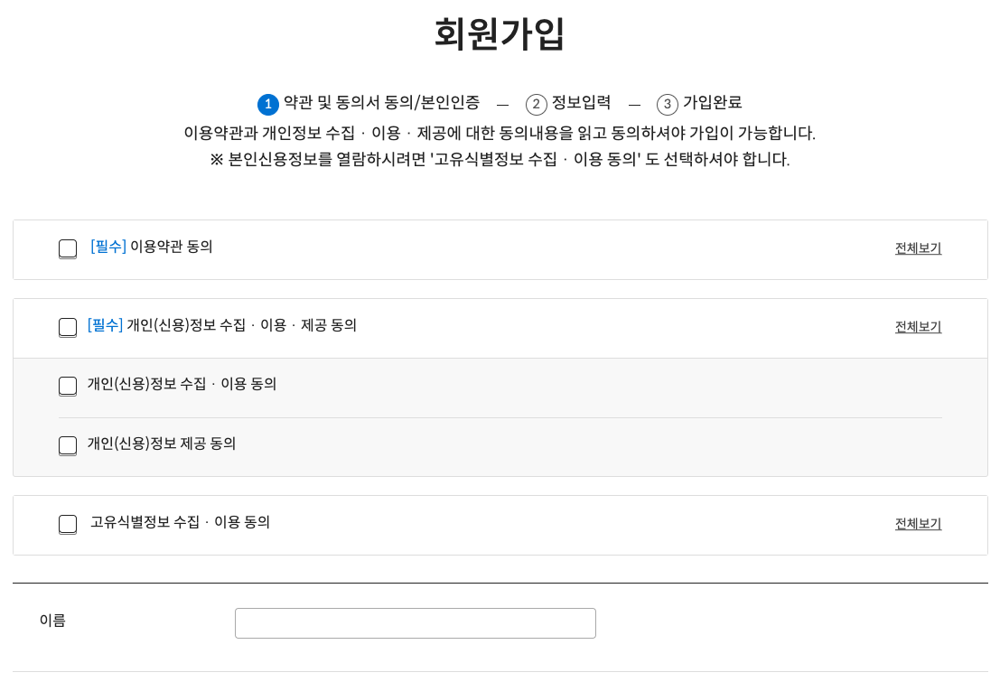 회원가입
1 약관 및 동의서 동의/본인인증 – 2 정보입력 – 3 가입완료
이용약관과 개인정보 수집 · 이용 · 제공에 대한 동의내용을 읽고 동의하셔야 가입이 가능합니다.
※ 본인신용정보를 열람하시려면 '고유식별정보 수집 · 이용 동의' 도 선택하셔야 합니다.
[필수] 이용약관 동의 전체보기
[필수] 개인(신용)정보 수집 · 이용 · 제공 동의 전체보기
개인(신용)정보 수집 · 이용 동의
개인(신용)정보 제공 동의
고유식별정보 수집 · 이용 동의 전체보기
이름